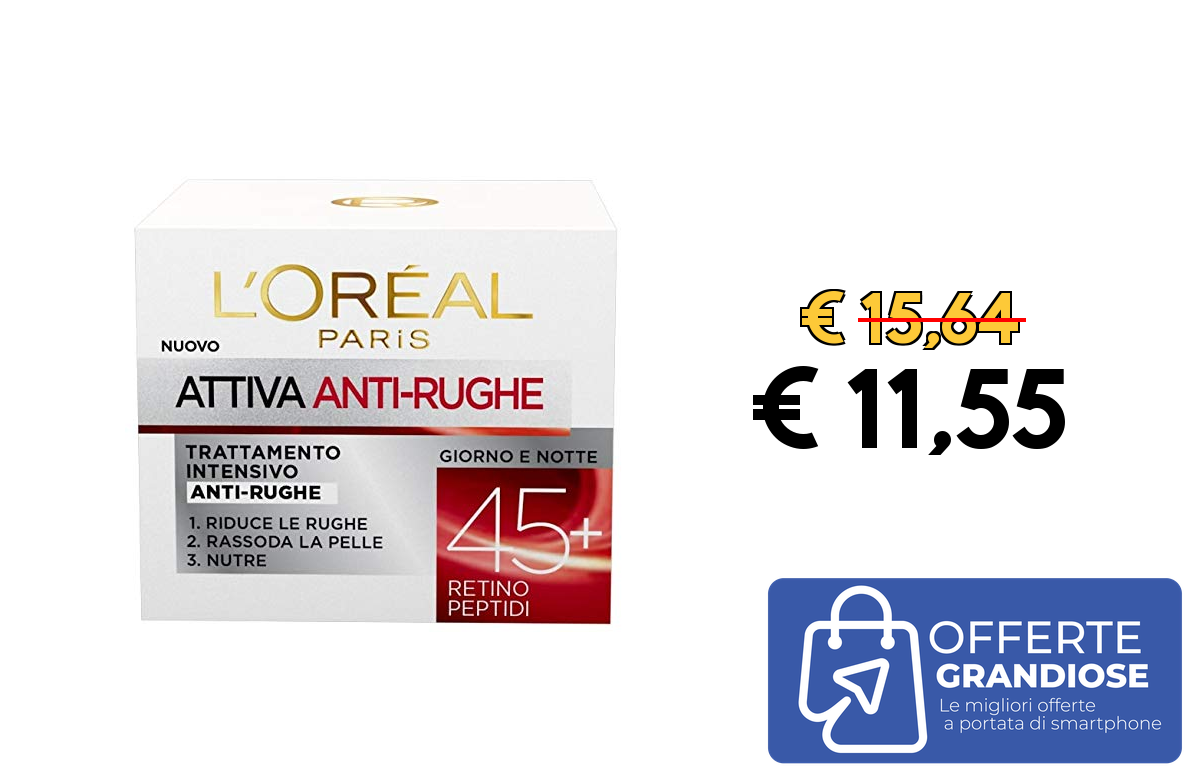 L'ORÉAL
PARiS
NUOVO
ATTIVA ANTI-RUGHE
TRATTAMENTO
INTENSIVO
ANTI-RUGHE
1. RIDUCE LE RUGHE
2. RASSODA LA PELLE
3. NUTRE
GIORNO E NOTTE
45+
RETINO
PEPTIDI
€ 15,64
€ 11,55
OFFERTE
GRANDIOSE
Le migliori offerte
a portata di smartphone